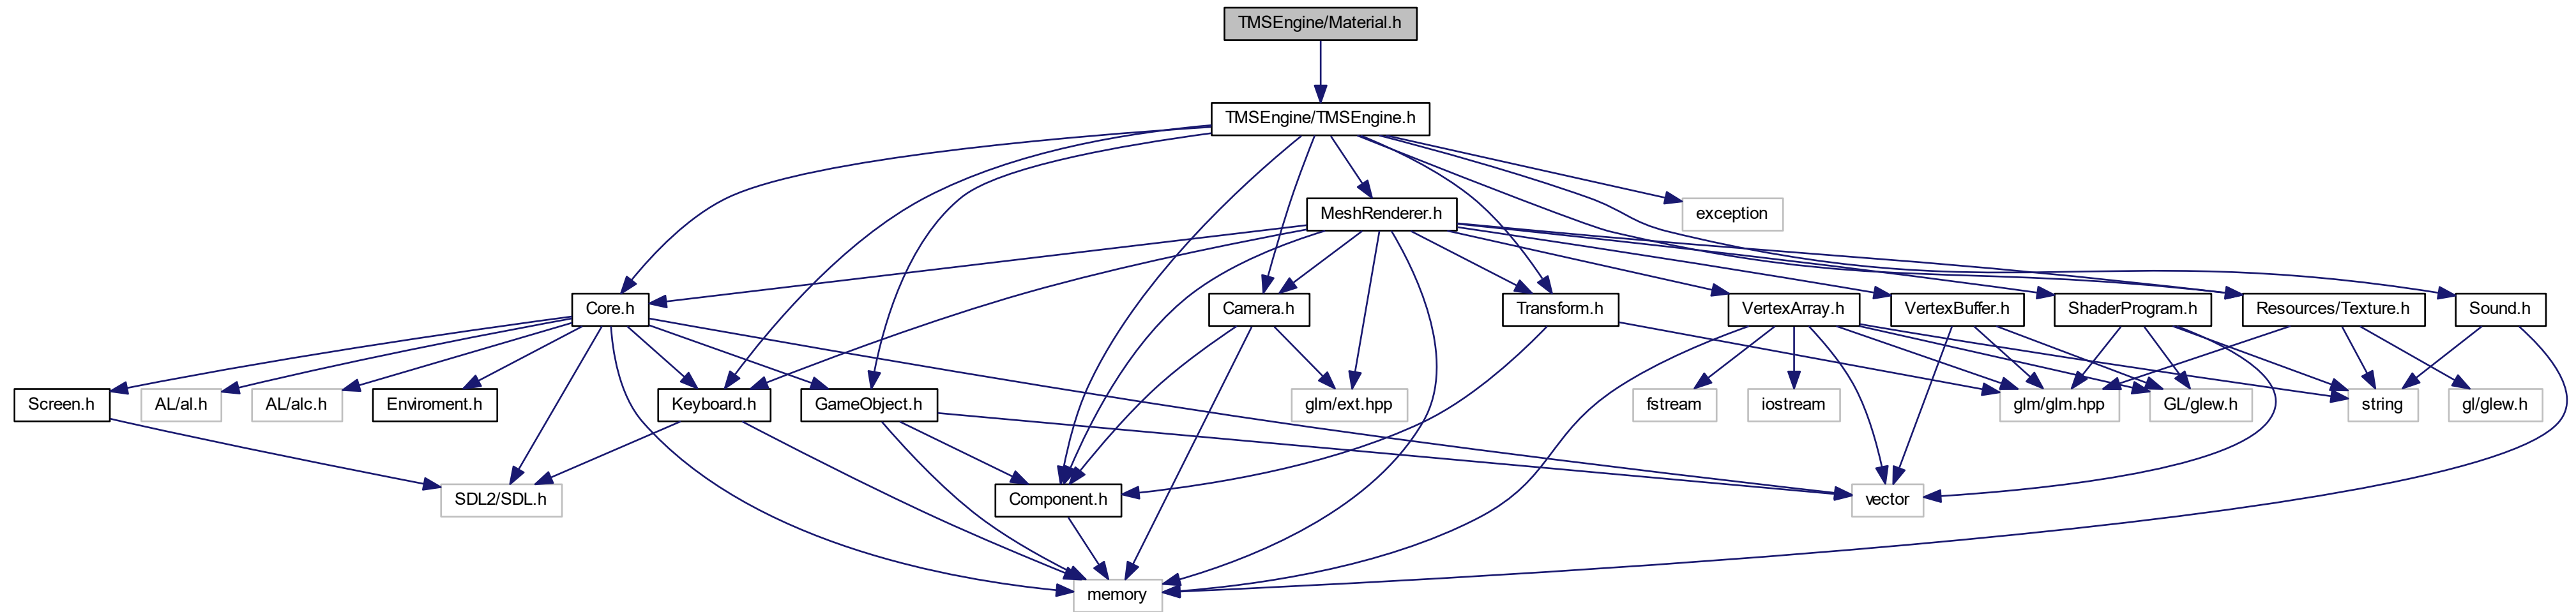 TMSEngine/Material.h
TMSEngine/TMSEngine.h
MeshRenderer.h
exception
Core.h
Camera.h
Transform.h
VertexArray.h
VertexBuffer.h
ShaderProgram.h
Resources/Texture.h
Sound.h
Screen.h
AL/al.h
AL/alc.h
Enviroment.h
Keyboard.h
GameObject.h
glm/ext.hpp
fstream
iostream
glm/glm.hpp
GL/glew.h
string
gl/glew.h
SDL2/SDL.h
Component.h
vector
memory